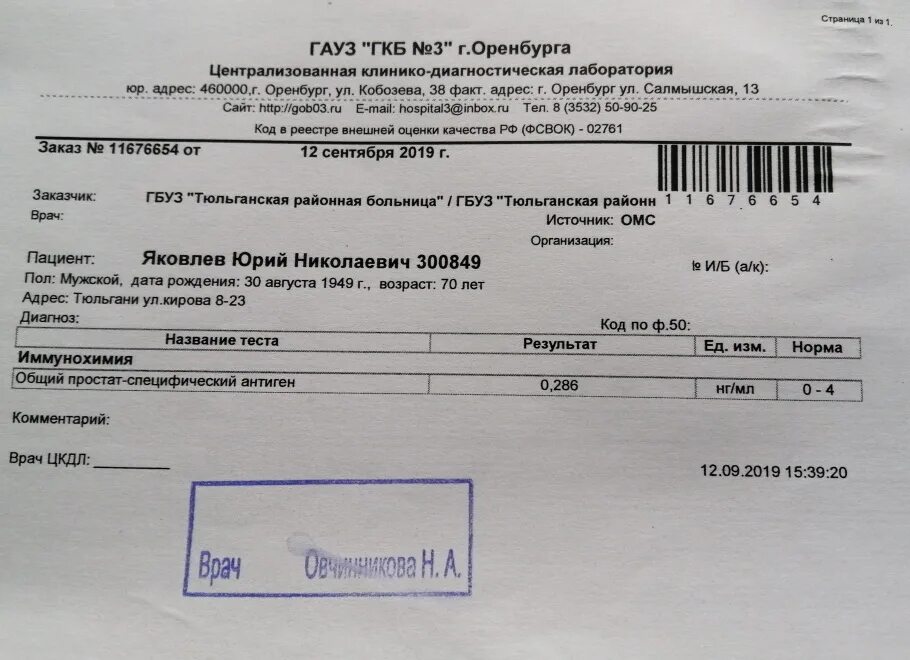 Страница 1 из 1.
ГАУЗ "ГКБ №3" г.Оренбурга
Централизованная клинико-диагностическая лаборатория
юр. адрес: 460000,г. Оренбург, ул. Кобозева, 38 факт. адрес: г. Оренбург ул. Салмышская, 13
Сайт: http://gob03.ru E-mail: hospital3@inbox.ru Тел. 8 (3532) 50-90-25
Код в реестре внешней оценки качества РФ (ФСВОК) - 02761
Заказ № 11676654 от 12 сентября 2019 г.
Заказчик: ГБУЗ "Тюльганская районная больница" / ГБУЗ "Тюльганская районн 1 1 6 7 6 6 5 4
Врач: Источник: ОМС
Организация:
Пациент: Яковлев Юрий Николаевич 300849 № И/Б (а/к):
Пол: Мужской, дата рождения: 30 августа 1949 г., возраст: 70 лет
Адрес: Тюльгани ул.кирова 8-23
Диагноз: Код по ф.50:
Название теста Результат Ед. изм. Норма
Иммунохимия
Общий простат-специфический антиген 0,286 нг/мл 0 - 4
Комментарий:
Врач ЦКДЛ:
12.09.2019 15:39:20
Врач Овчинникова Н. А.